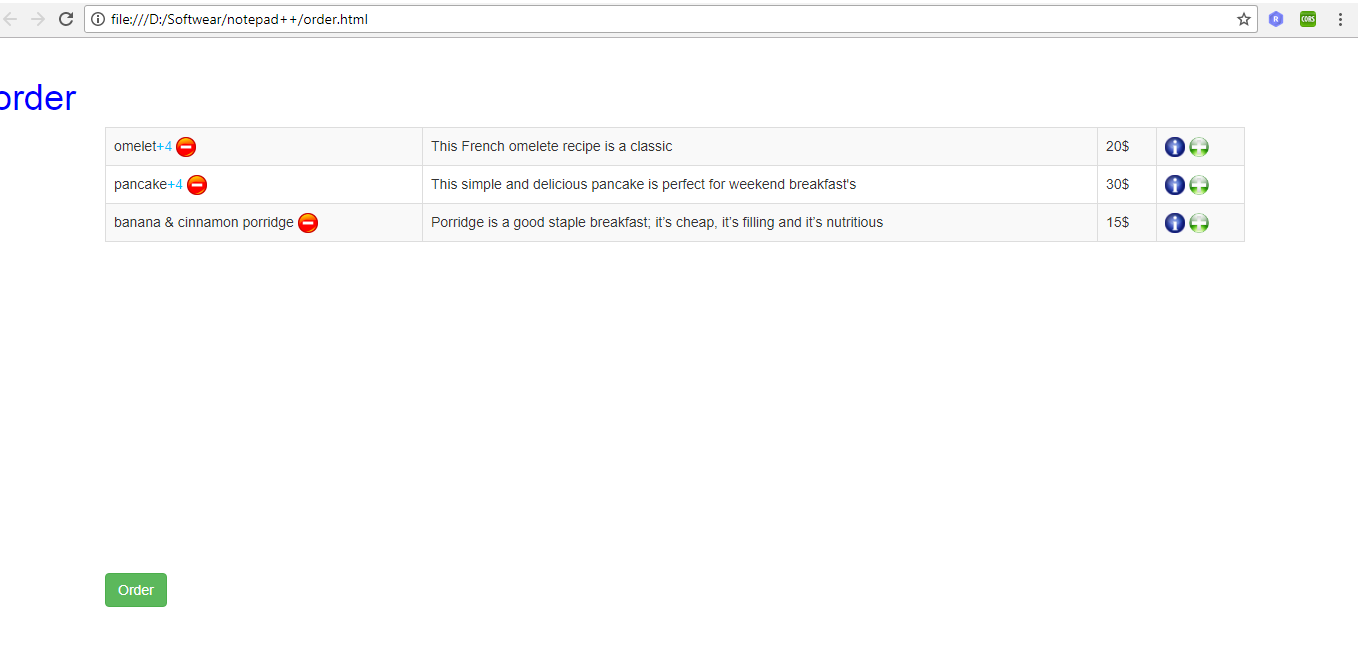 file:///D:/Softwear/notepad++/order.html
R
CORS
order
omelet+4 This French omelete recipe is a classic 20$
pancake+4 This simple and delicious pancake is perfect for weekend breakfast's 30$
banana & cinnamon porridge Porridge is a good staple breakfast; it’s cheap, it’s filling and it’s nutritious 15$
Order